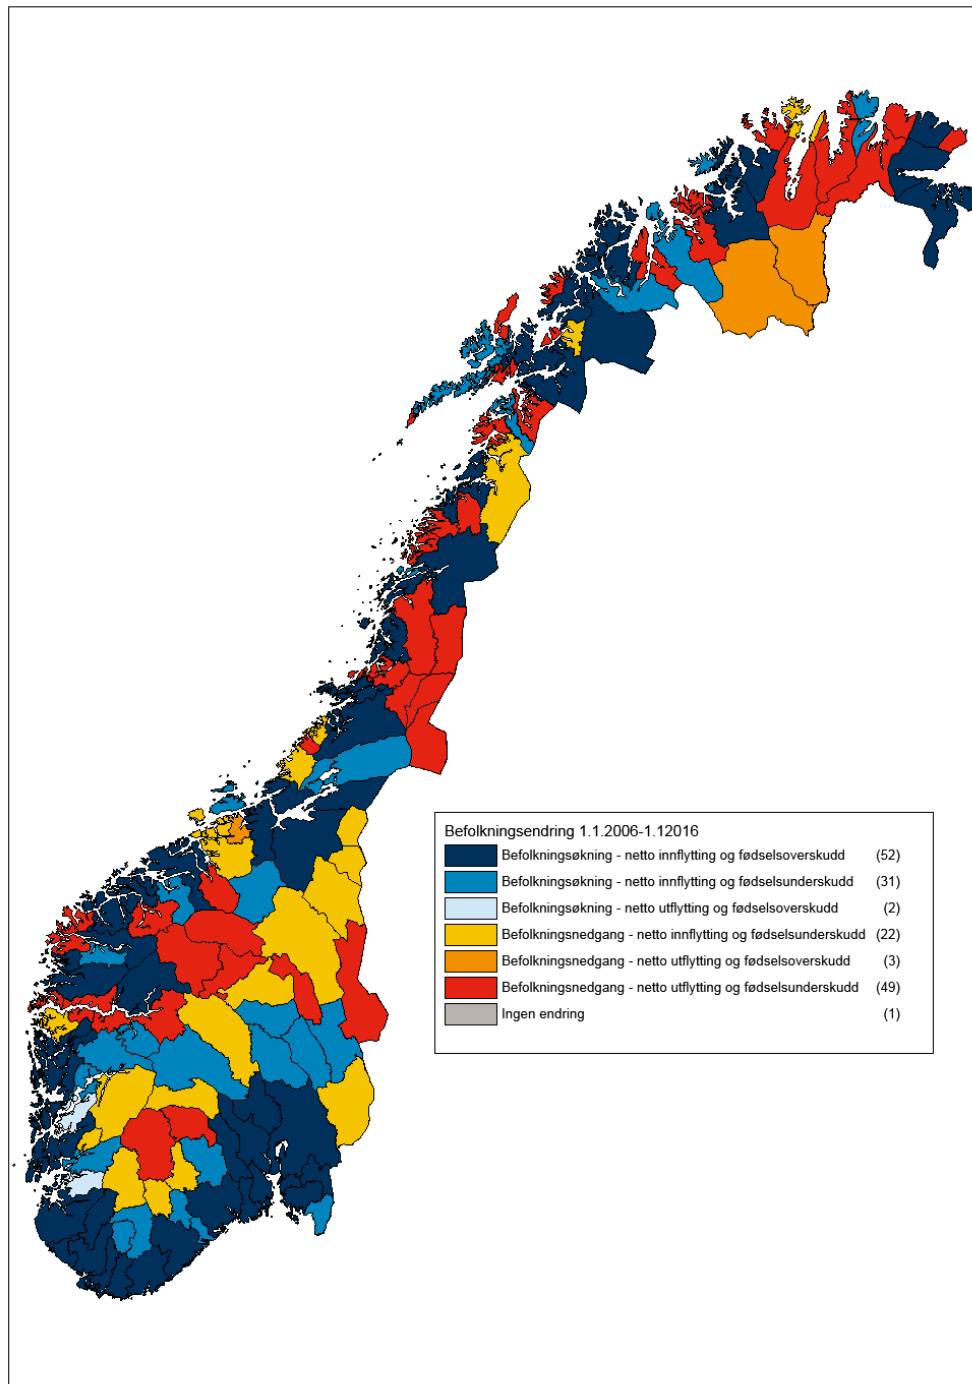 Befolkningsendring 1.1.2006-1.12016
Befolkningsøkning - netto innflytting og fødselsoverskudd (52)
Befolkningsøkning - netto innflytting og fødselsunderskudd (31)
Befolkningsøkning - netto utflytting og fødselsoverskudd (2)
Befolkningsnedgang - netto innflytting og fødselsunderskudd (22)
Befolkningsnedgang - netto utflytting og fødselsoverskudd (3)
Befolkningsnedgang - netto utflytting og fødselsunderskudd (49)
Ingen endring (1)